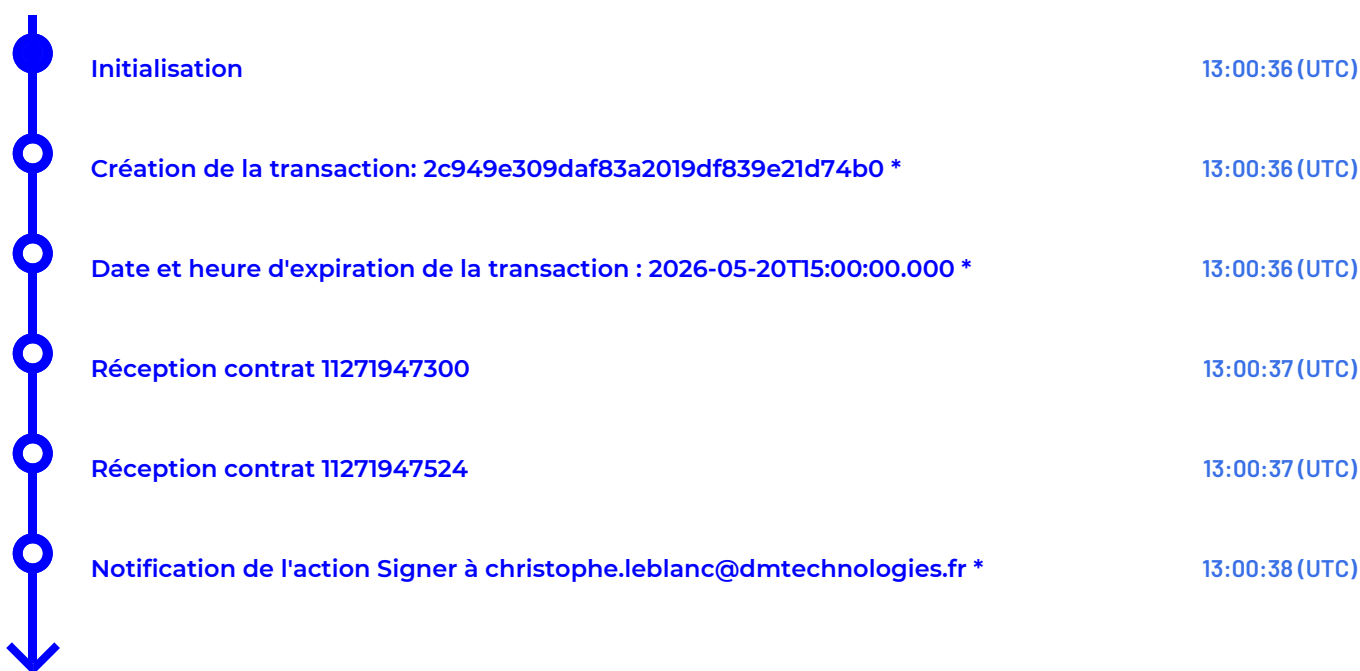 Initialisation 13:00:36 (UTC)
Création de la transaction: 2c949e309daf83a2019df839e21d74b0 * 13:00:36 (UTC)
Date et heure d'expiration de la transaction : 2026-05-20T15:00:00.000 * 13:00:36 (UTC)
Réception contrat 11271947300 13:00:37 (UTC)
Réception contrat 11271947524 13:00:37 (UTC)
Notification de l'action Signer à christophe.leblanc@dmtechnologies.fr * 13:00:38 (UTC)